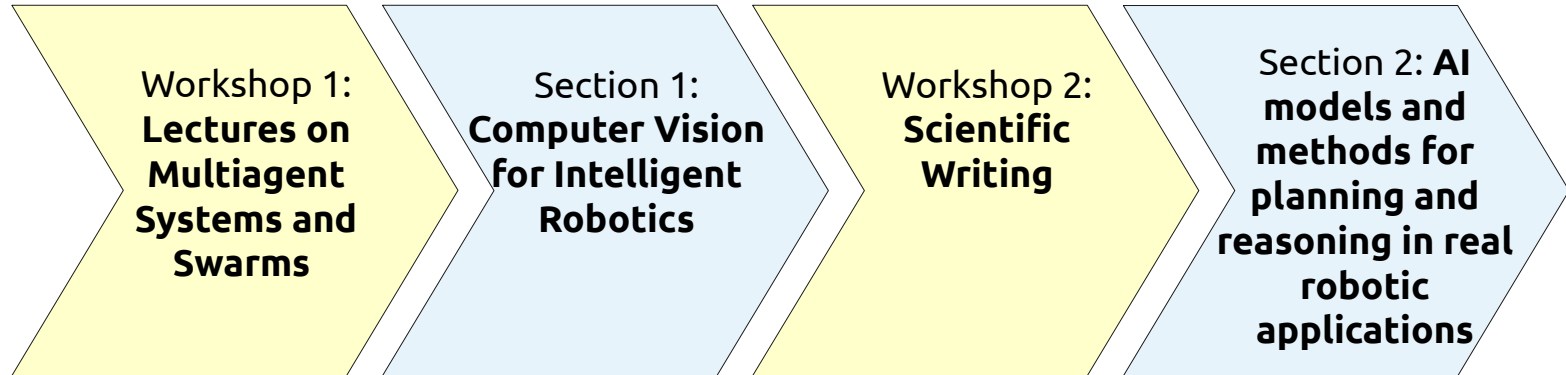 Workshop 1:
Lectures on
Multiagent
Systems and
Swarms
Section 1:
Computer Vision
for Intelligent
Robotics
Workshop 2:
Scientific
Writing
Section 2: AI
models and
methods for
planning and
reasoning in real
robotic
applications